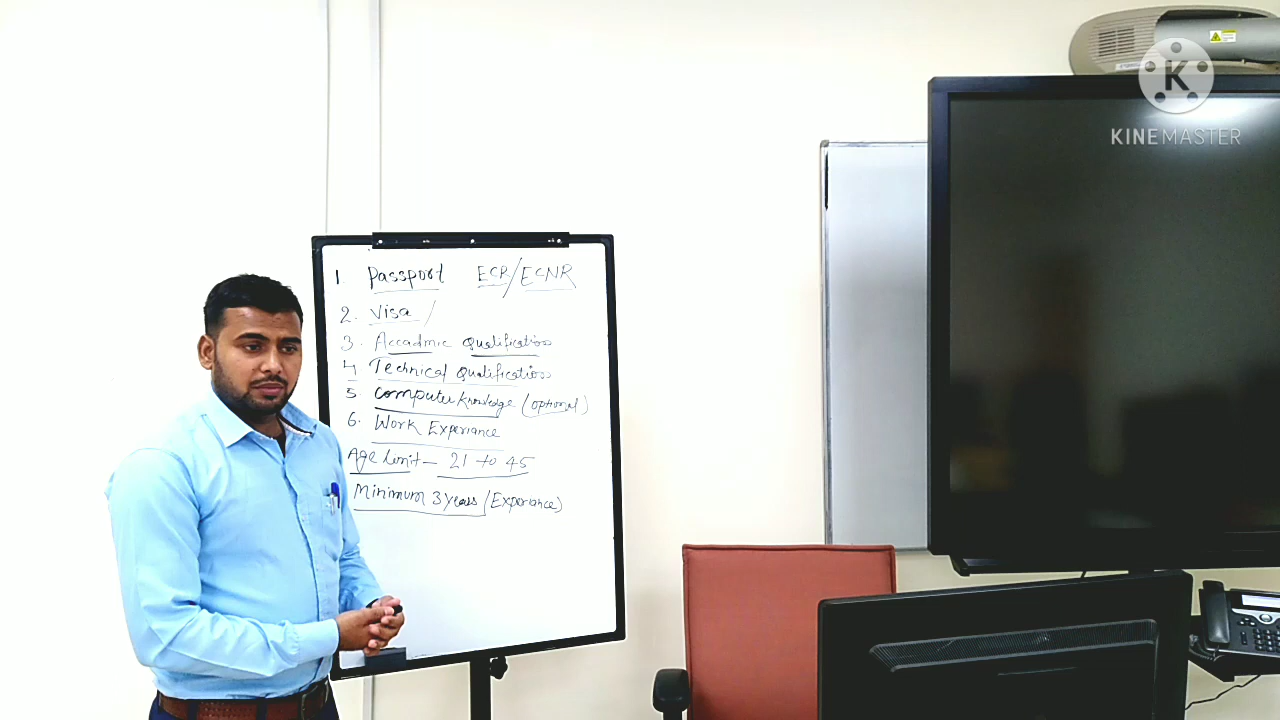 1 Passport ECR/ECNR
2. Visa /
3. Accadmic Qualification
4 Technical Qualification
5. Computer Knowledge (optional)
6. Work Experiance
Age limit - 21 to 45
Minimum 3 years (Experiance)
K
KINEMASTER